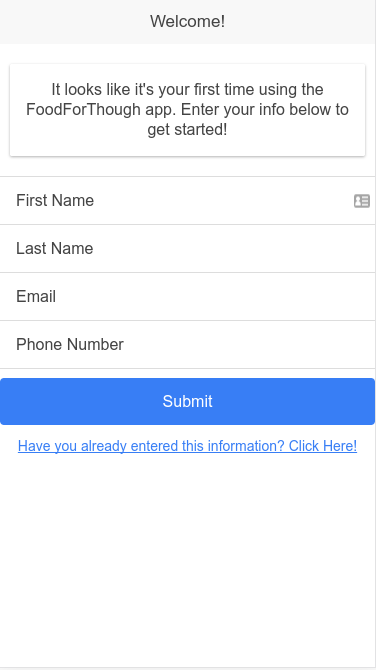 Welcome!
It looks like it's your first time using the
FoodForThough app. Enter your info below to
get started!
First Name
Last Name
Email
Phone Number
Submit
Have you already entered this information? Click Here!